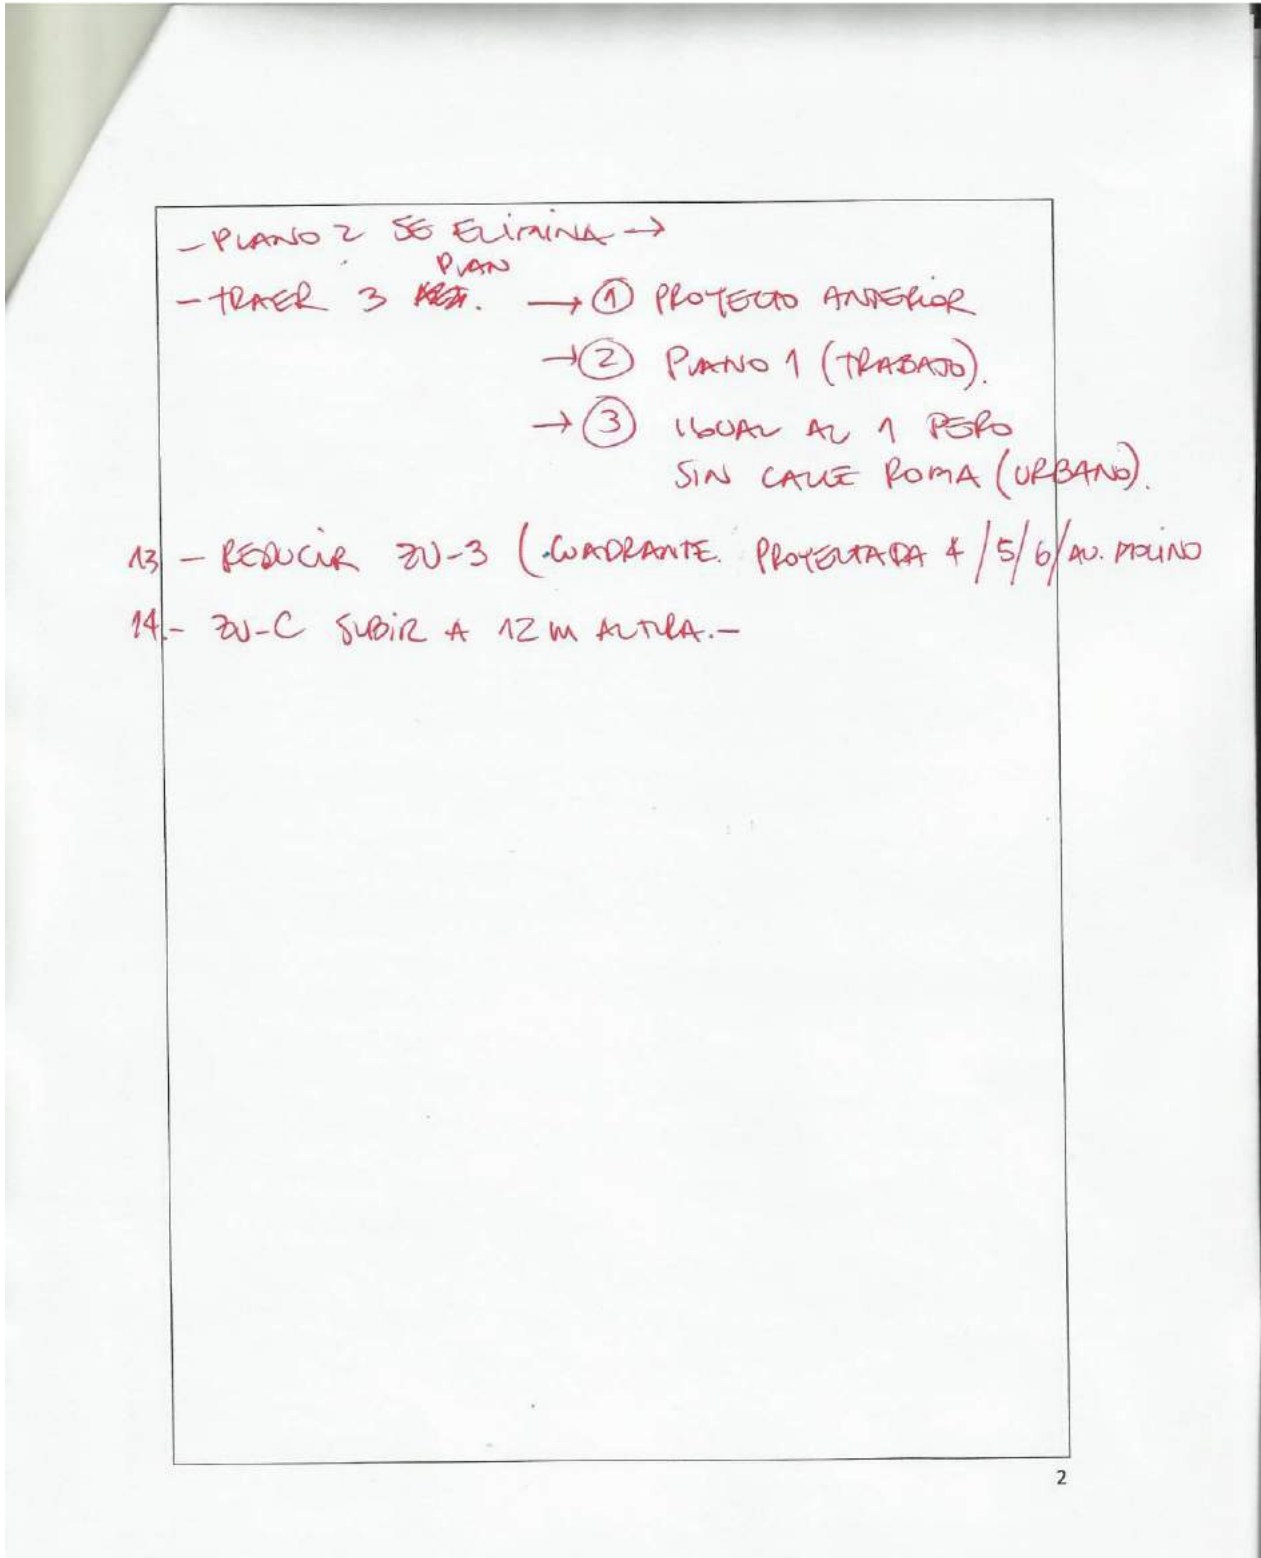 - PLANO 2 SE ELIMINA →
PLAN
- TRAER 3 → ① PROYECTO ANTERIOR
→ ② PLANO 1 (TRABAJO).
→ ③ IGUAL AL 1 PERO
SIN CALLE ROMA (URBANO).
13 - REDUCIR ZU-3 (CUADRANTE. PROYECTADA 4/5/6/AV. MOLINO
14.- ZU-C SUBIR A 12 M ALTURA.-
2